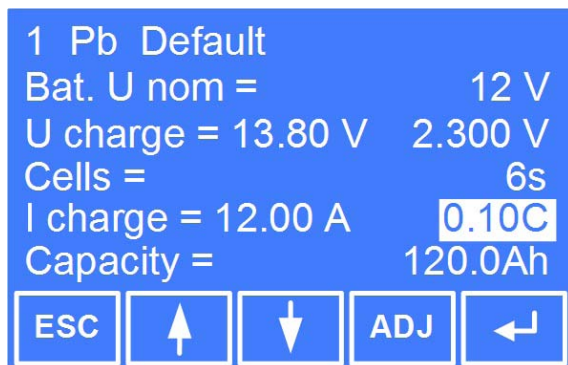 1 Pb Default
Bat. U nom = 12 V
U charge = 13.80 V 2.300 V
Cells = 6s
I charge = 12.00 A 0.10C
Capacity = 120.0Ah
ESC ADJ